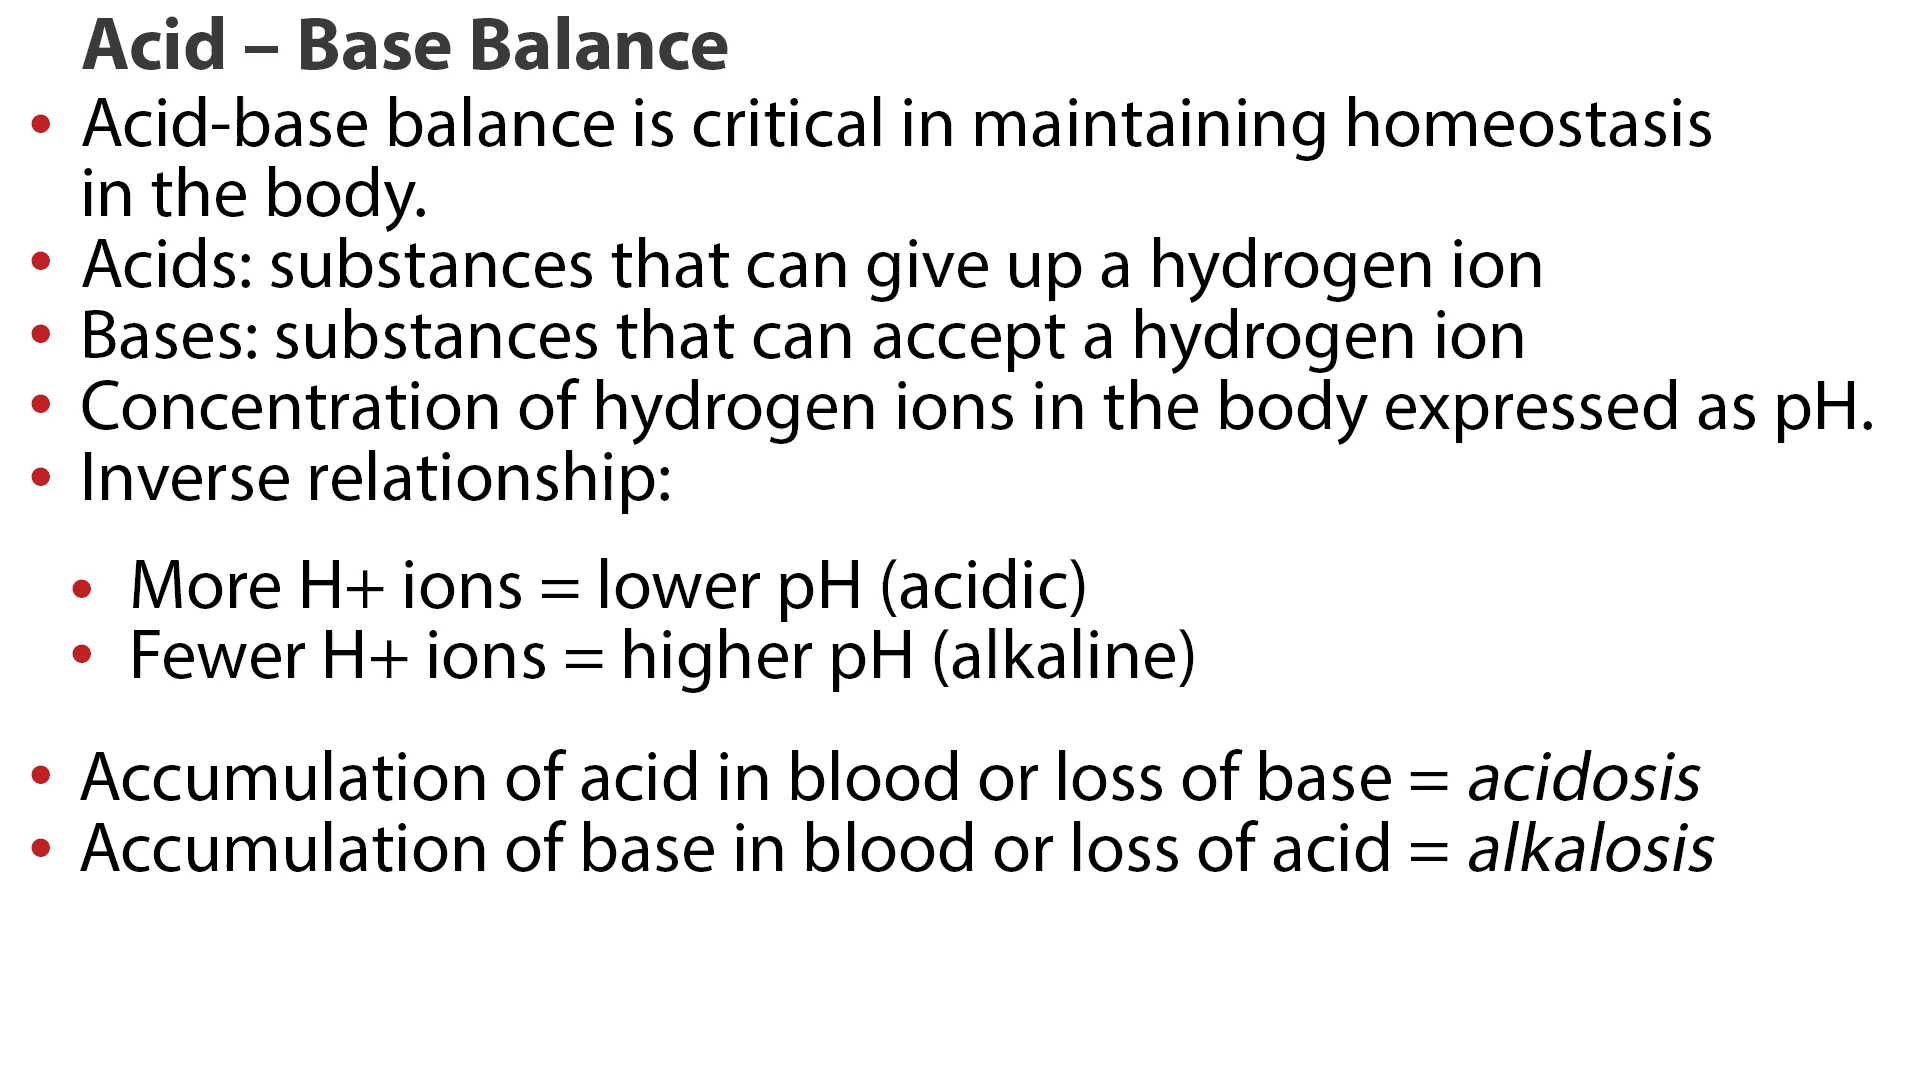 Acid – Base Balance
• Acid-base balance is critical in maintaining homeostasis
in the body.
• Acids: substances that can give up a hydrogen ion
• Bases: substances that can accept a hydrogen ion
• Concentration of hydrogen ions in the body expressed as pH.
• Inverse relationship:
• More H+ ions = lower pH (acidic)
• Fewer H+ ions = higher pH (alkaline)
• Accumulation of acid in blood or loss of base = acidosis
• Accumulation of base in blood or loss of acid = alkalosis